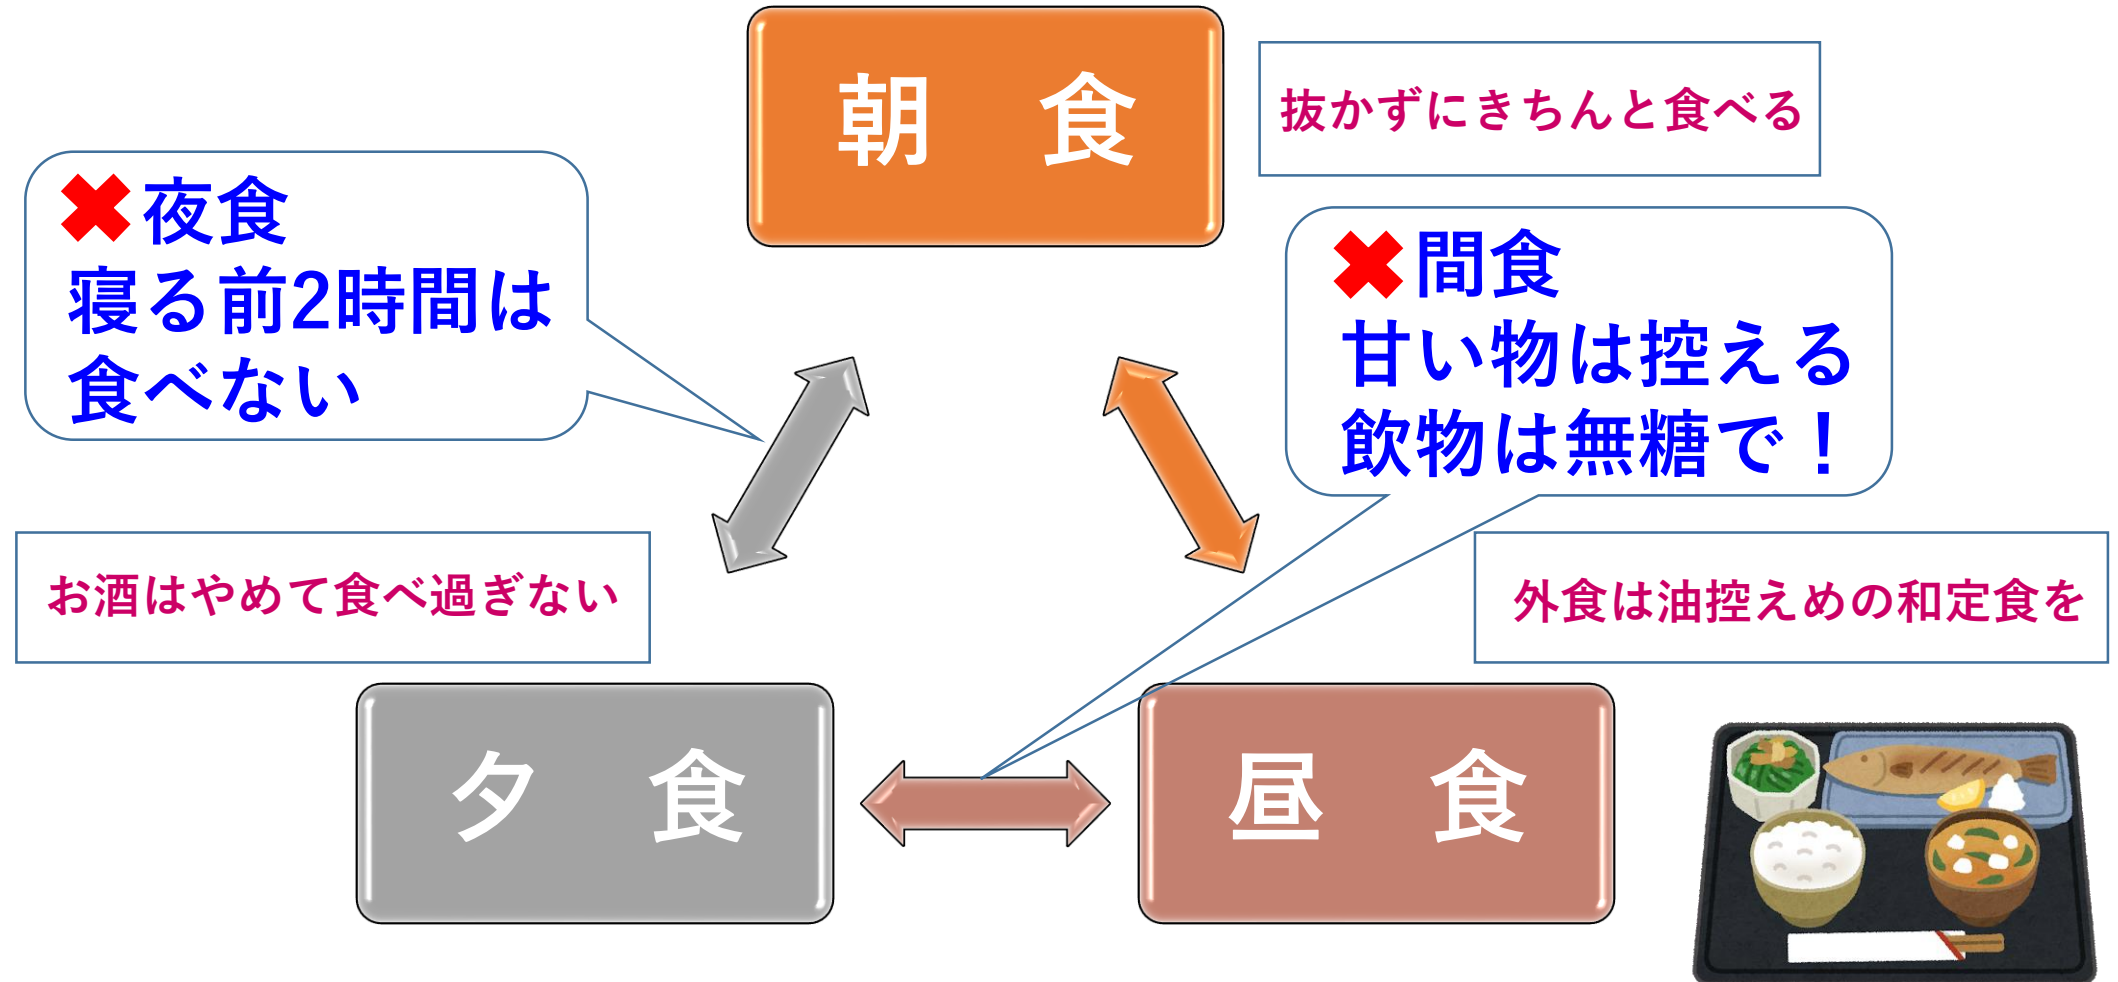 朝　食
抜かずにきちんと食べる
✖夜食
寝る前2時間は
食べない
✖間食
甘い物は控える
飲物は無糖で！
お酒はやめて食べ過ぎない
外食は油控えめの和定食を
夕　食
昼　食